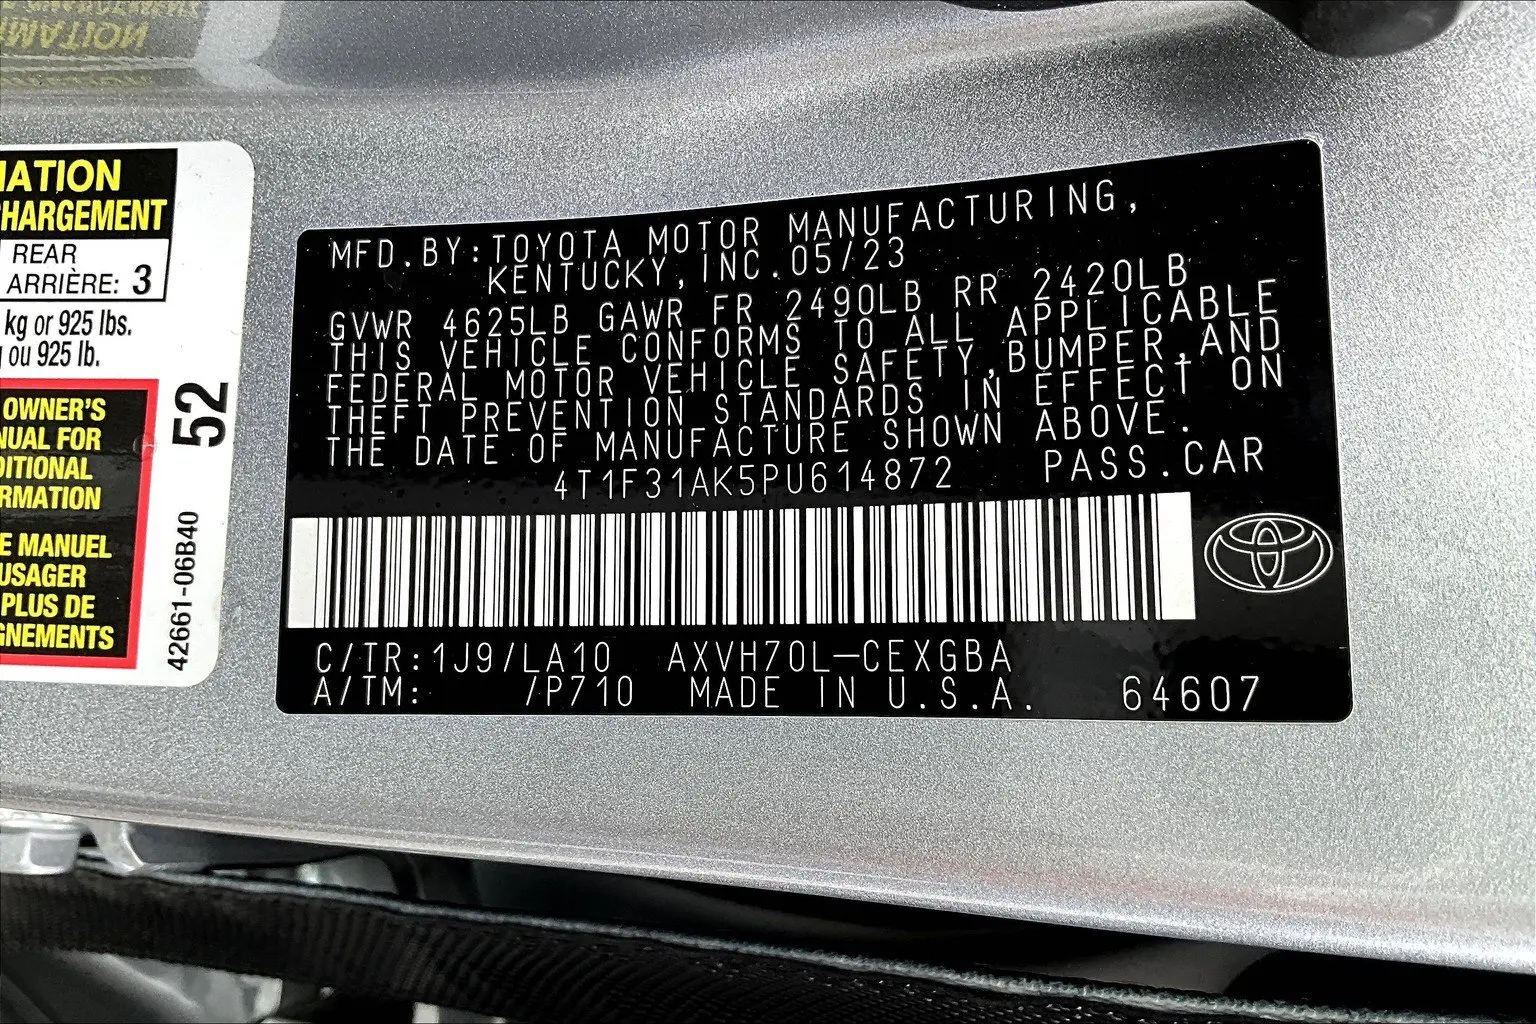 MATION
IATION
HARGEMENT
REAR
ARRIÈRE: 3
kg or 925 lbs.
ou 925 lb.
OWNER'S
NUAL FOR
DITIONAL
RMATION
E MANUEL
USAGER
PLUS DE
GNEMENTS
52
42661-06B40
MFD.BY:TOYOTA MOTOR MANUFACTURING,
KENTUCKY,INC.05/23
GVWR 4625LB GAWR FR 2490LB RR 2420LB
THIS VEHICLE CONFORMS TO ALL APPLICABLE
FEDERAL MOTOR VEHICLE SAFETY,BUMPER,AND
THEFT PREVENTION STANDARDS IN EFFECT ON
THE DATE OF MANUFACTURE SHOWN ABOVE.
4T1F31AK5PU614872 PASS.CAR
C/TR:1J9/LA10 AXVH70L-CEXGBA
A/TM: /P710 MADE IN U.S.A. 64607